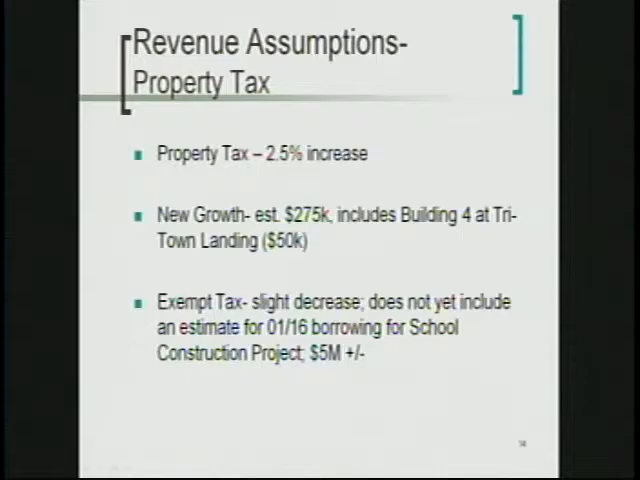 Revenue Assumptions-
Property Tax
Property Tax – 2.5% increase
New Growth- est. $275k, includes Building 4 at Tri-
Town Landing ($50k)
Exempt Tax- slight decrease; does not yet include
an estimate for 01/16 borrowing for School
Construction Project; $5M +/-